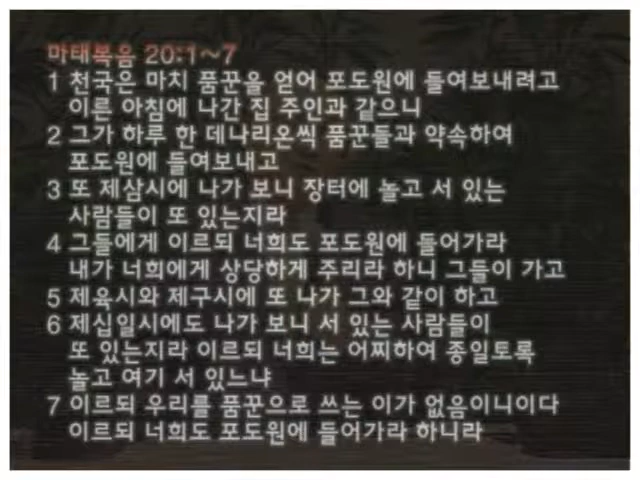 마태복음 20:1~7
1 천국은 마치 품꾼을 얻어 포도원에 들여보내려고
이른 아침에 나간 집 주인과 같으니
2 그가 하루 한 데나리온씩 품꾼들과 약속하여
포도원에 들여보내고
3 또 제삼시에 나가 보니 장터에 놀고 서 있는
사람들이 또 있는지라
4 그들에게 이르되 너희도 포도원에 들어가라
내가 너희에게 상당하게 주리라 하니 그들이 가고
5 제육시와 제구시에 또 나가 그와 같이 하고
6 제십일시에도 나가 보니 서 있는 사람들이
또 있는지라 이르되 너희는 어찌하여 종일토록
놀고 여기 서 있느냐
7 이르되 우리를 품꾼으로 쓰는 이가 없음이니이다
이르되 너희도 포도원에 들어가라 하니라